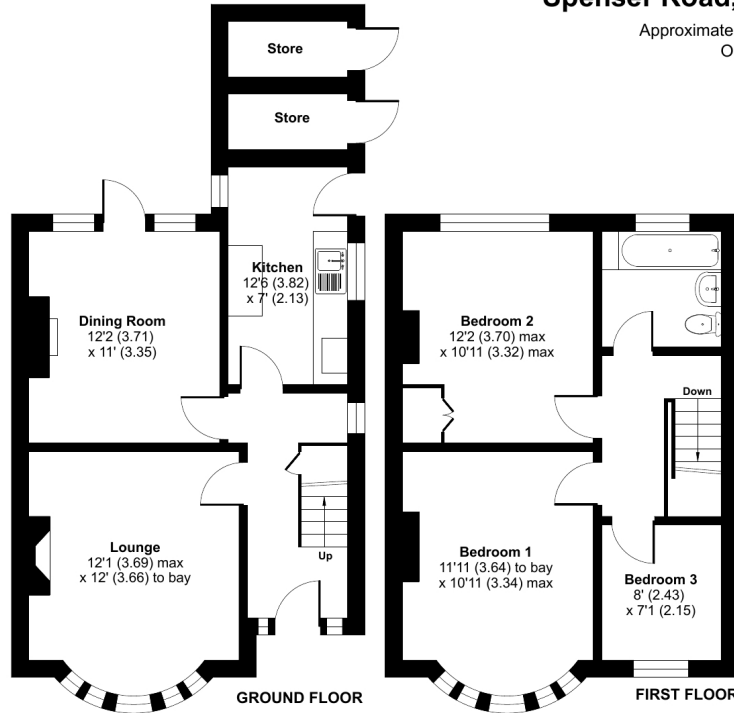 Spenser Road,
Approximate
O
Store
Store
Kitchen
12'6 (3.82)
x 7' (2.13)
Dining Room
12'2 (3.71)
x 11' (3.35)
Bedroom 2
12'2 (3.70) max
x 10'11 (3.32) max
Down
Lounge
12'1 (3.69) max
x 12' (3.66) to bay
Up
Bedroom 1
11'11 (3.64) to bay
x 10'11 (3.34) max
Bedroom 3
8' (2.43)
x 7'1 (2.15)
GROUND FLOOR
FIRST FLOOR